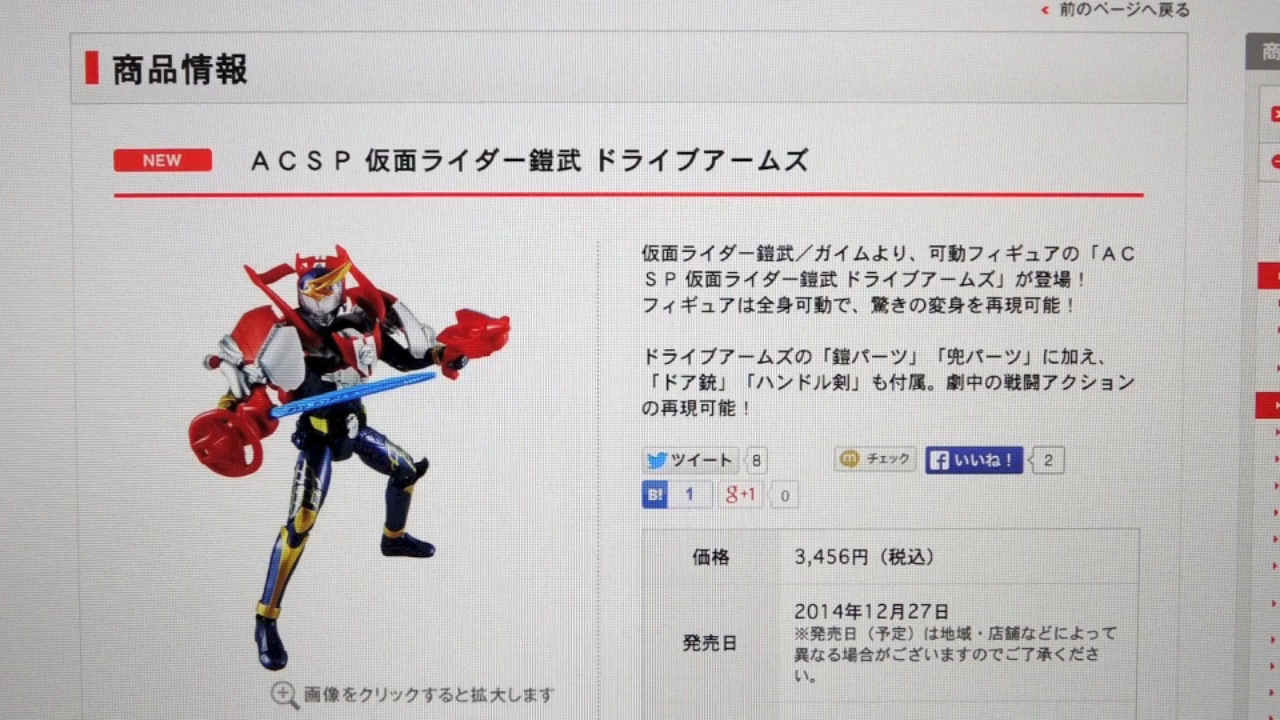 前のページへ戻る
商品情報
NEW ＡＣＳＰ 仮面ライダー鎧武 ドライブアームズ
仮面ライダー鎧武／ガイムより、可動フィギュアの「ＡＣ
ＳＰ 仮面ライダー鎧武 ドライブアームズ」が登場！
フィギュアは全身可動で、驚きの変身を再現可能！
ドライブアームズの「鎧パーツ」「兜パーツ」に加え、
「ドア銃」「ハンドル剣」も付属。劇中の戦闘アクション
の再現可能！
ツイート 8 m チェック f いいね！ 2
B! 1 g+1 0
価格 3,456円（税込）
発売日 2014年12月27日
※発売日（予定）は地域・店舗などによって
異なる場合がございますのでご了承くださ
い。
画像をクリックすると拡大します
商